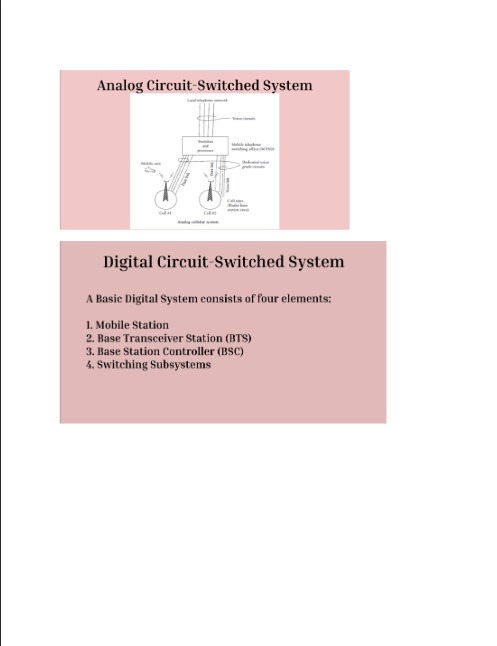 Analog Circuit-Switched System
Land telephone network
Voice circuits
Switches
and
processor
Mobile telephone
switching office (MTSO)
Mobile unit
Dedicated voice
grade circuits
Data link
Data link
Cell sites
(Radio base
station sites)
Cell #1
Cell #2
Analog cellular system
Digital Circuit-Switched System
A Basic Digital System consists of four elements:
1. Mobile Station
2. Base Transceiver Station (BTS)
3. Base Station Controller (BSC)
4. Switching Subsystems